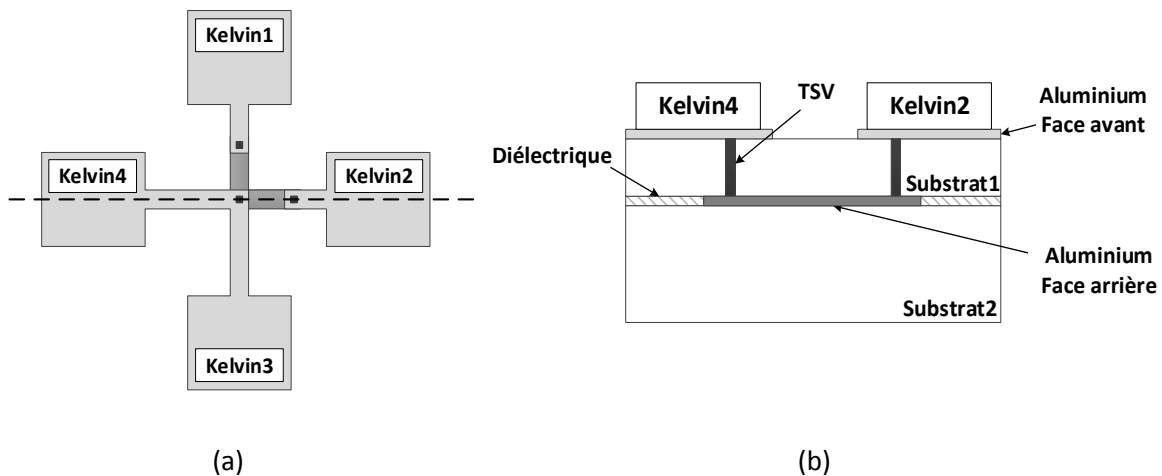 Kelvin1
Kelvin4
Kelvin2
Kelvin3
(a)
TSV
Kelvin4
Kelvin2
Aluminium
Face avant
Diélectrique
Substrat1
Aluminium
Face arrière
Substrat2
(b)